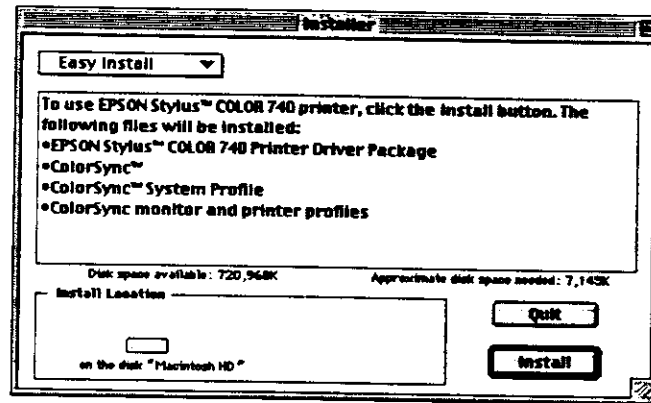 Installer
Easy Install
To use EPSON Stylus™ COLOR 740 printer, click the Install button. The
following files will be installed:
•EPSON Stylus™ COLOR 740 Printer Driver Package
•ColorSync™
•ColorSync™ System Profile
•ColorSync monitor and printer profiles
Disk space available: 720,968K Approximate disk space needed: 7,145K
Install Location
on the disk "Macintosh HD"
Quit
Install